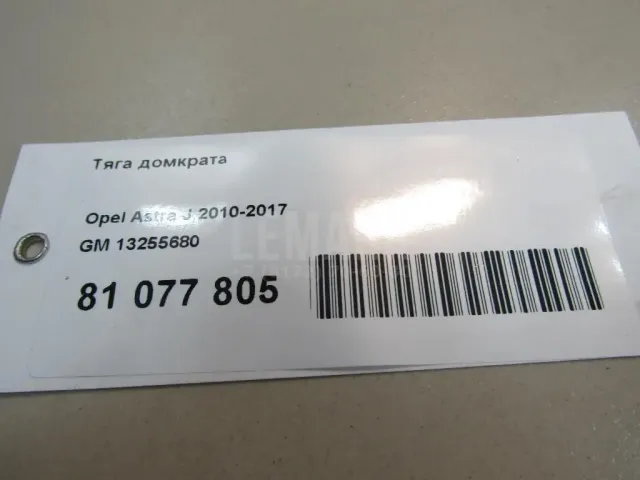 Тяга домкрата
Opel Astra J 2010-2017
GM 13255680
81 077 805